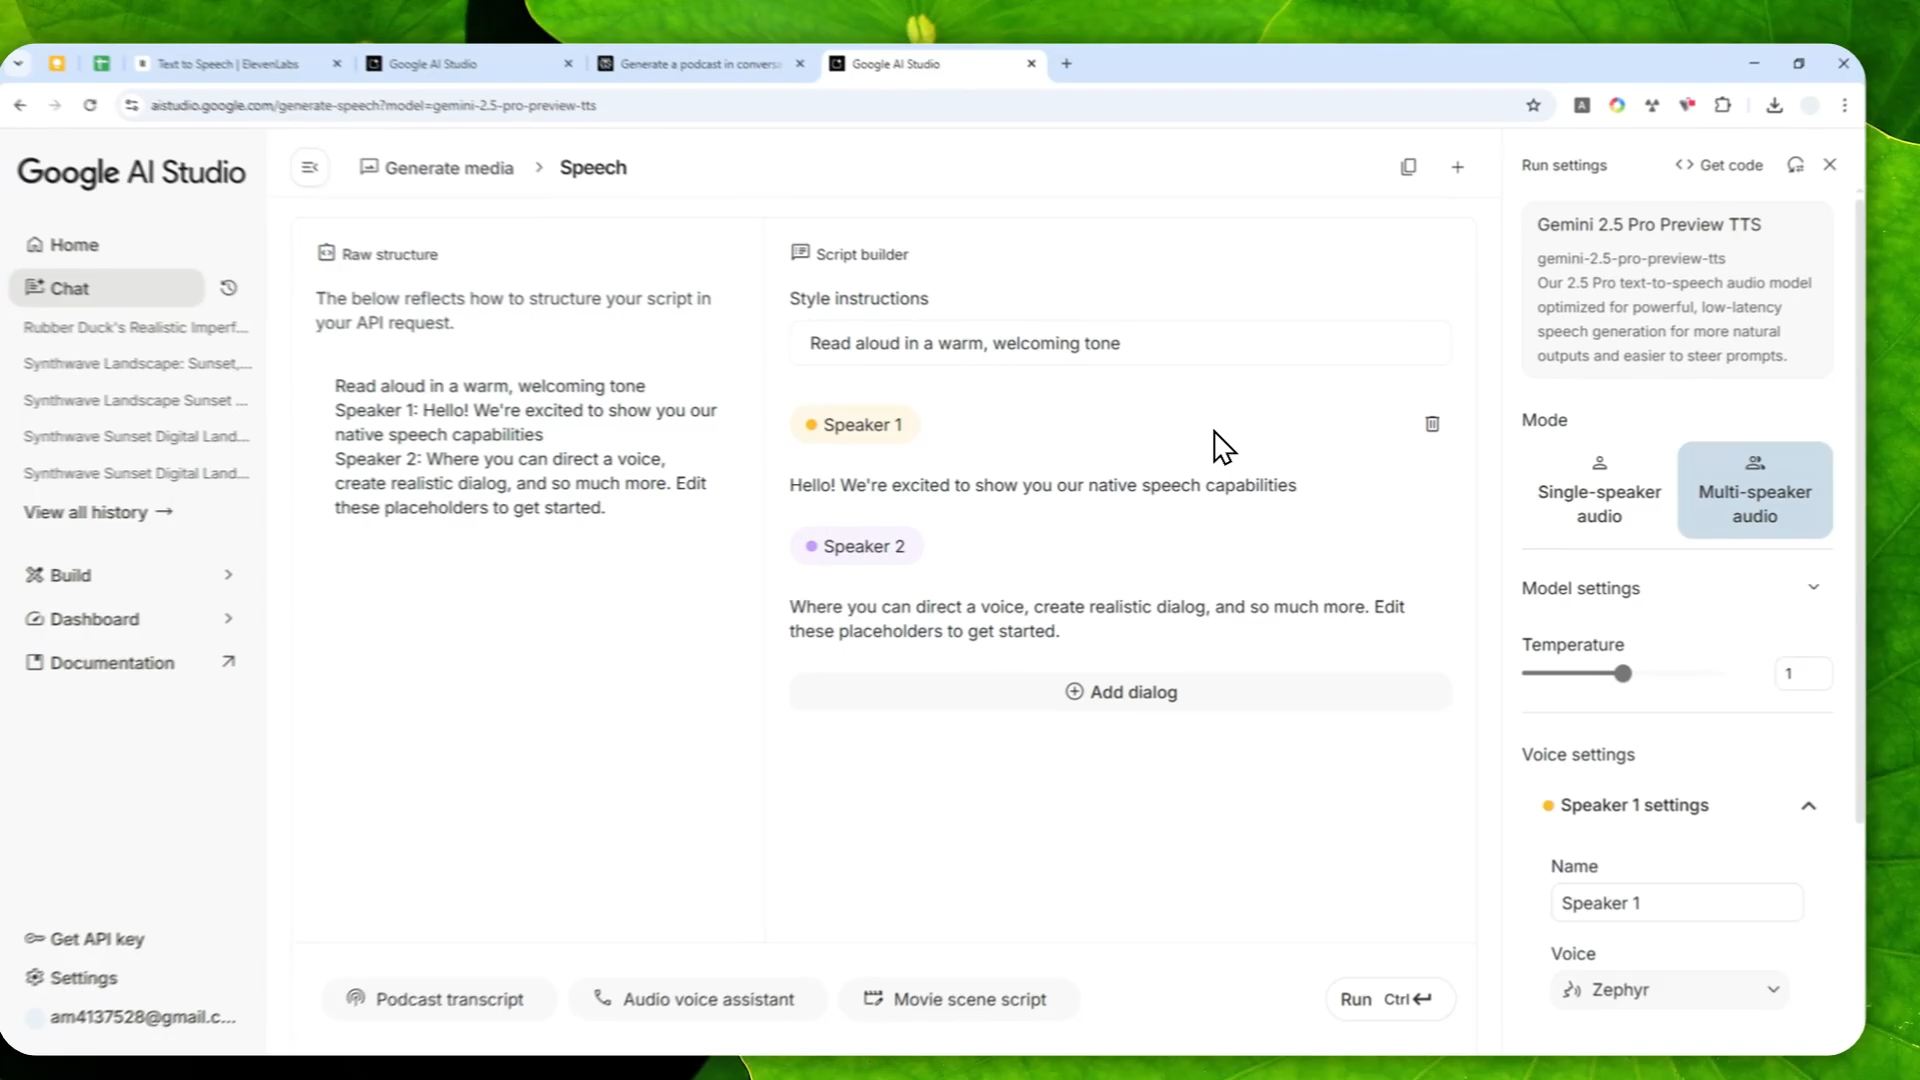 Text to Speech | ElevenLabs
Google AI Studio
Generate a podcast in convers
Google AI Studio
aistudio.google.com/generate-speech?model=gemini-2.5-pro-preview-tts
Google AI Studio
Home
Chat
Rubber Duck's Realistic Imperf...
Synthwave Landscape: Sunset,...
Synthwave Landscape Sunset ...
Synthwave Sunset Digital Land...
Synthwave Sunset Digital Land...
View all history →
Build
Dashboard
Documentation
Get API key
Settings
am4137528@gmail.c...
Generate media > Speech
Raw structure
The below reflects how to structure your script in
your API request.
Read aloud in a warm, welcoming tone
Speaker 1: Hello! We're excited to show you our
native speech capabilities
Speaker 2: Where you can direct a voice,
create realistic dialog, and so much more. Edit
these placeholders to get started.
Script builder
Style instructions
Read aloud in a warm, welcoming tone
Speaker 1
Hello! We're excited to show you our native speech capabilities
Speaker 2
Where you can direct a voice, create realistic dialog, and so much more. Edit
these placeholders to get started.
Add dialog
Podcast transcript
Audio voice assistant
Movie scene script
Run Ctrl
Run settings
<> Get code
Gemini 2.5 Pro Preview TTS
gemini-2.5-pro-preview-tts
Our 2.5 Pro text-to-speech audio model
optimized for powerful, low-latency
speech generation for more natural
outputs and easier to steer prompts.
Mode
Single-speaker
audio
Multi-speaker
audio
Model settings
Temperature
1
Voice settings
Speaker 1 settings
Name
Speaker 1
Voice
Zephyr